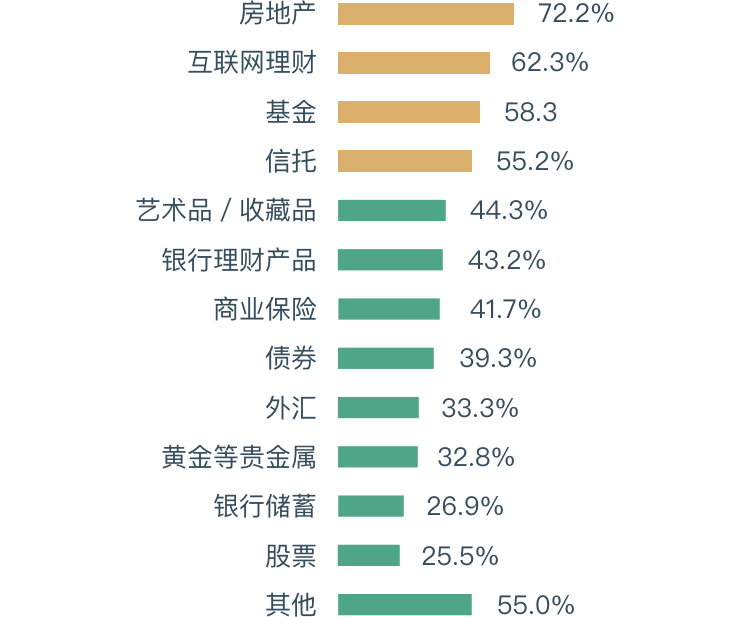 房地产 72.2%
互联网理财 62.3%
基金 58.3
信托 55.2%
艺术品 / 收藏品 44.3%
银行理财产品 43.2%
商业保险 41.7%
债券 39.3%
外汇 33.3%
黄金等贵金属 32.8%
银行储蓄 26.9%
股票 25.5%
其他 55.0%